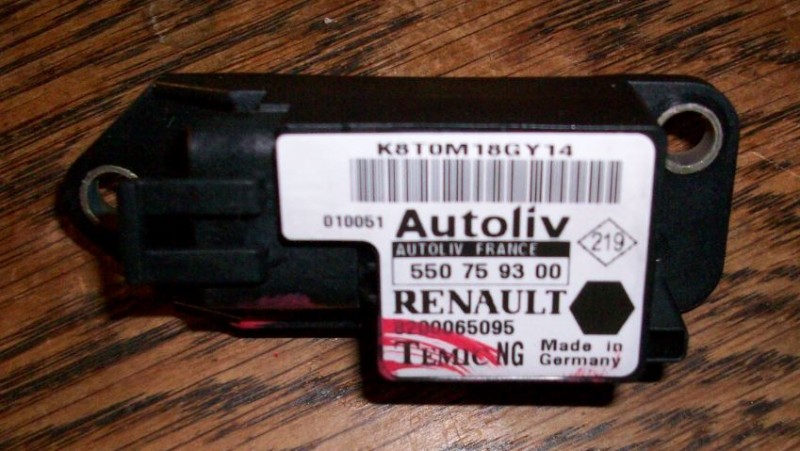 K8T0M18GY14
010051
Autoliv
219
AUTOLIV FRANCE
550 75 93 00
RENAULT
8200065095
TEMIC NG
Made in
Germany